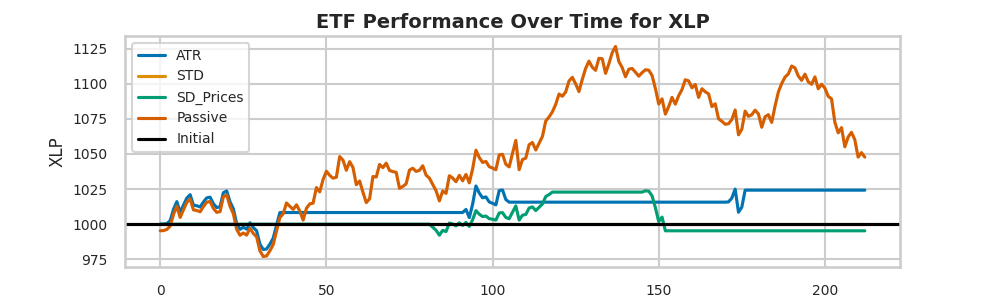 ETF Performance Over Time for XLP
ATR
STD
SD_Prices
Passive
Initial
XLP
1125
1100
1075
1050
1025
1000
975
0 50 100 150 200